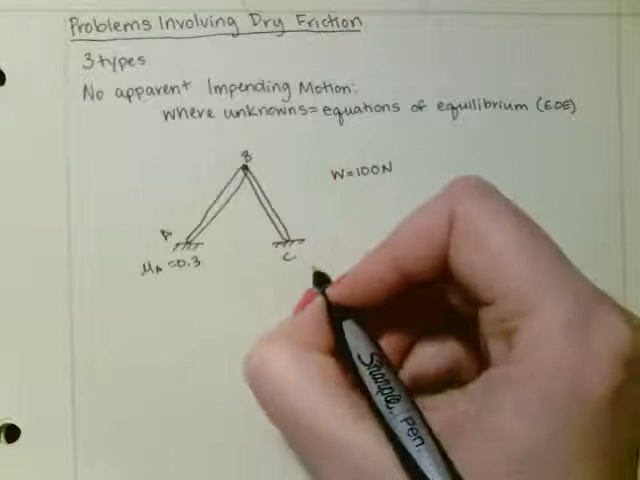 Problems Involving Dry Friction
3 types
No apparent Impending Motion:
where unknowns = equations of equilibrium (EOE)
B
W=100N
A
μA =0.3
C
Sharpie. Pen.